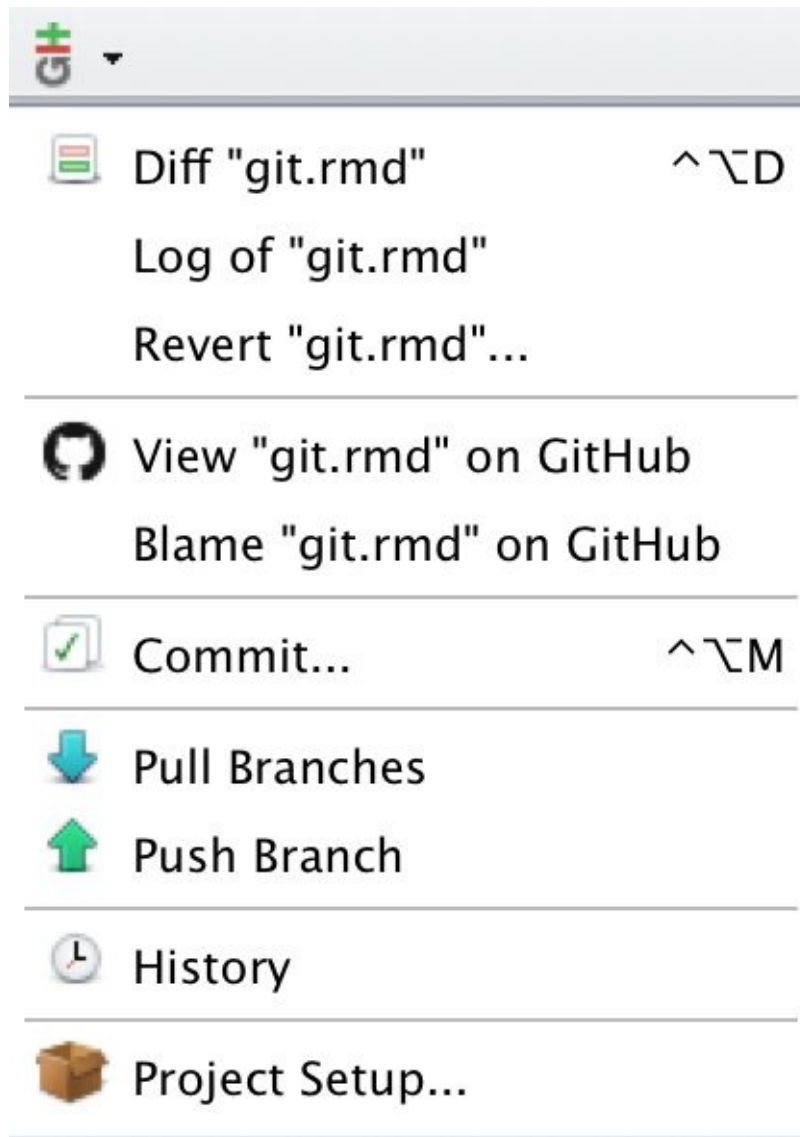 Git
Diff "git.rmd" ^⌥D
Log of "git.rmd"
Revert "git.rmd"...
View "git.rmd" on GitHub
Blame "git.rmd" on GitHub
Commit... ^⌥M
Pull Branches
Push Branch
History
Project Setup...